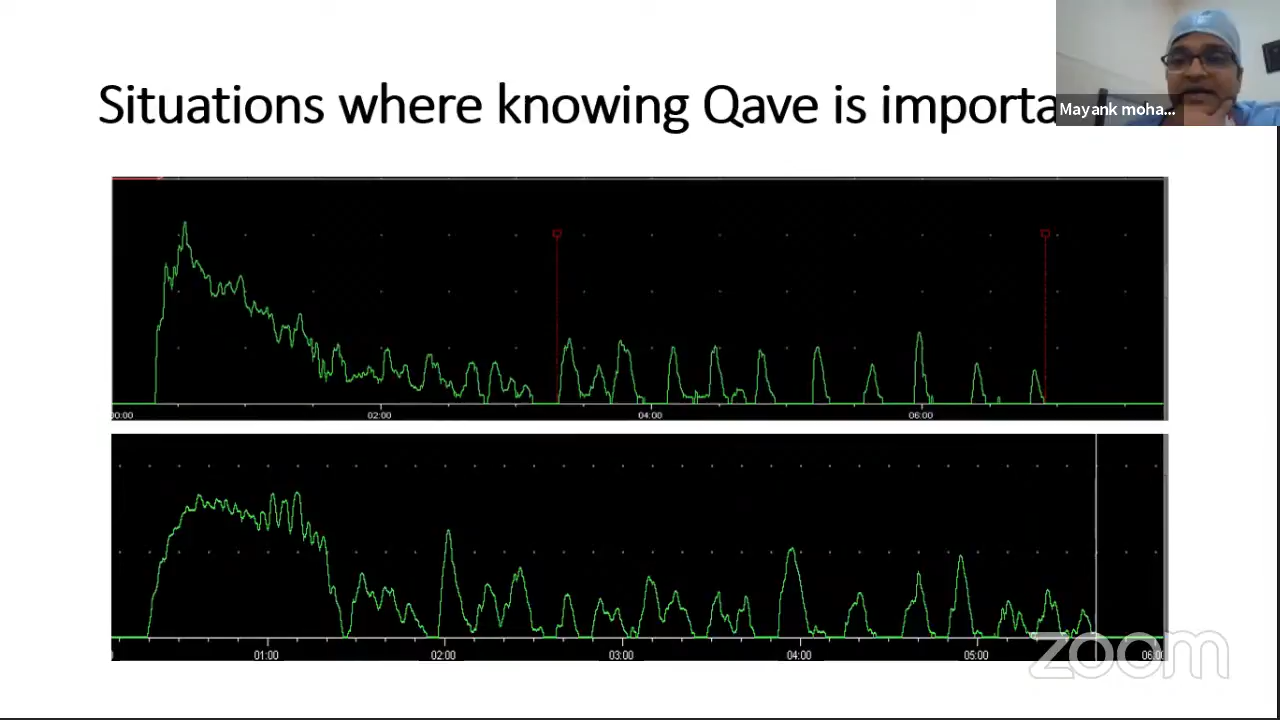 Situations where knowing Qave is importa
Mayank moha...
00:00 02:00 04:00 06:00
01:00 02:00 03:00 04:00 05:00 06:00
zoom